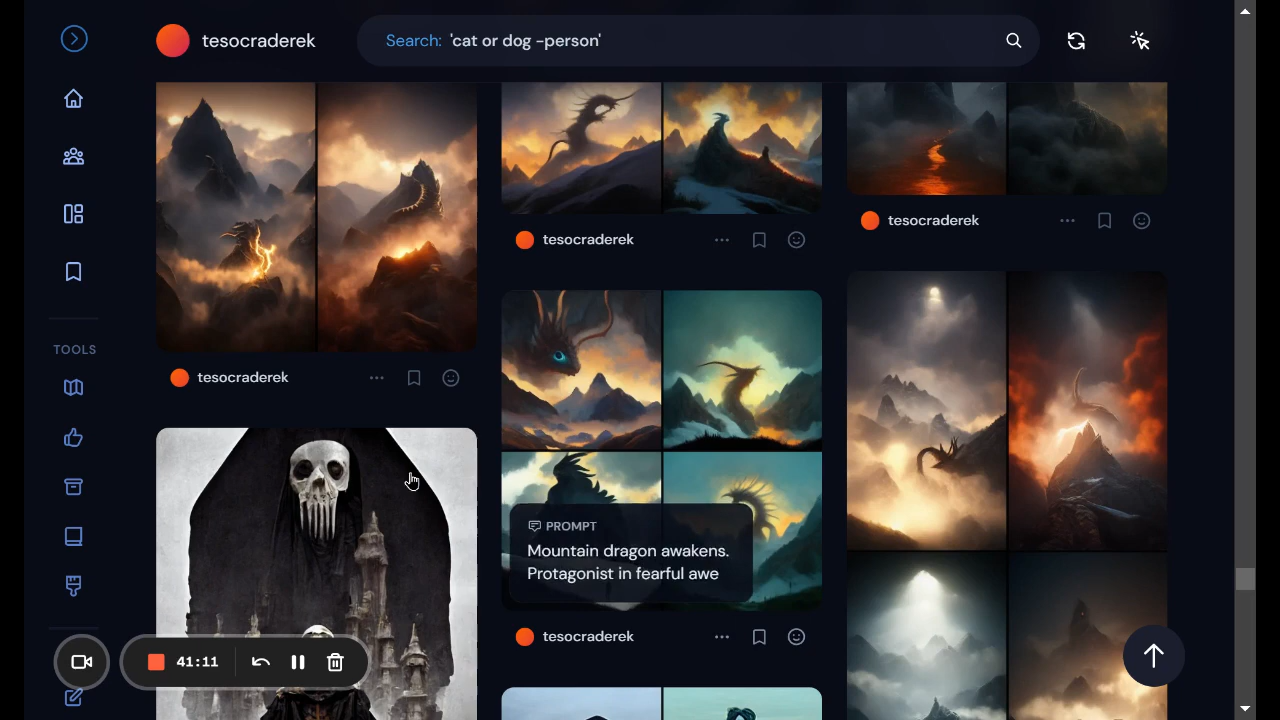 tesocraderek
Search: 'cat or dog -person'
TOOLS
tesocraderek
tesocraderek
tesocraderek
PROMPT
Mountain dragon awakens.
Protagonist in fearful awe
tesocraderek
41:11